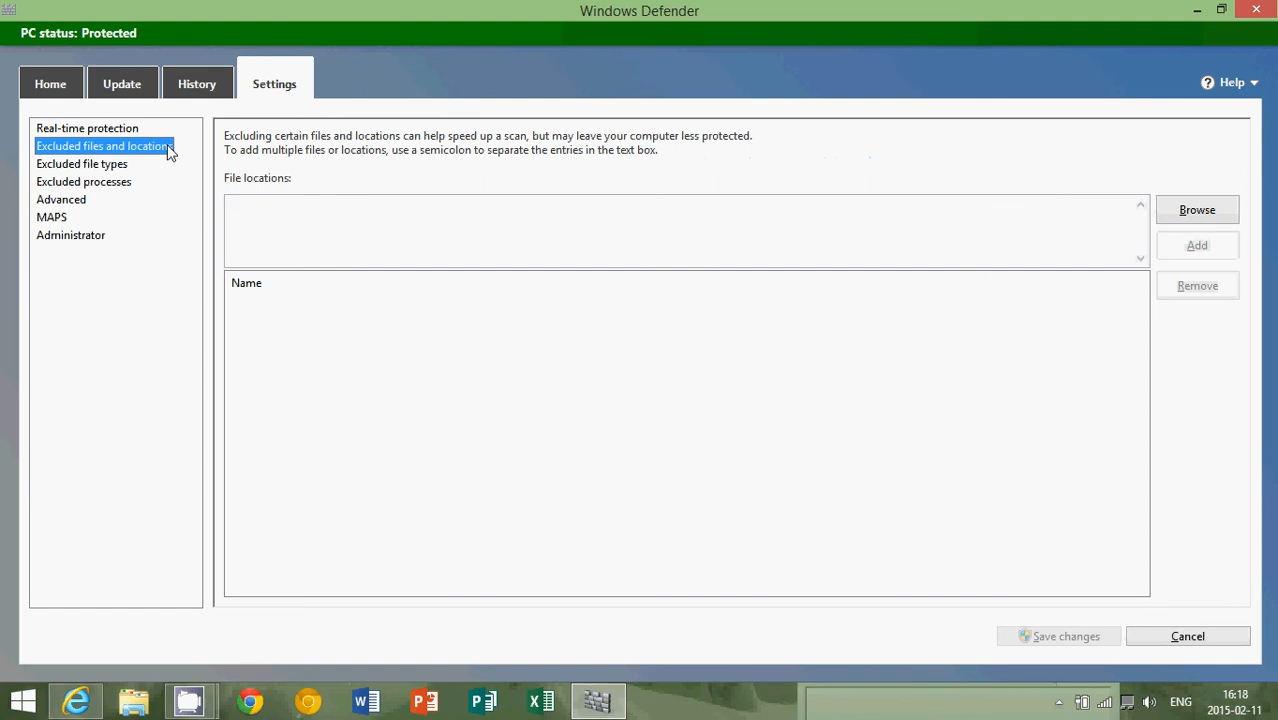 Windows Defender
PC status: Protected
Home
Update
History
Settings
Help
Real-time protection
Excluded files and locations
Excluded file types
Excluded processes
Advanced
MAPS
Administrator
Excluding certain files and locations can help speed up a scan, but may leave your computer less protected.
To add multiple files or locations, use a semicolon to separate the entries in the text box.
File locations:
Browse
Add
Name
Remove
Save changes
Cancel
ENG
16:18
2015-02-11